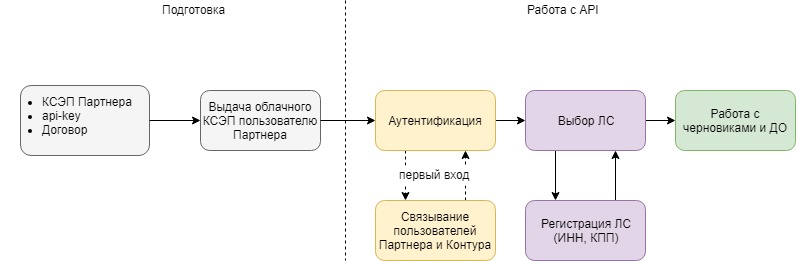 Подготовка
Работа с API
• КСЭП Партнера
• api-key
• Договор
Выдача облачного
КСЭП пользователю
Партнера
Аутентификация
Выбор ЛС
Работа с
черновиками и ДО
первый вход
Связывание
пользователей
Партнера и Контура
Регистрация ЛС
(ИНН, КПП)